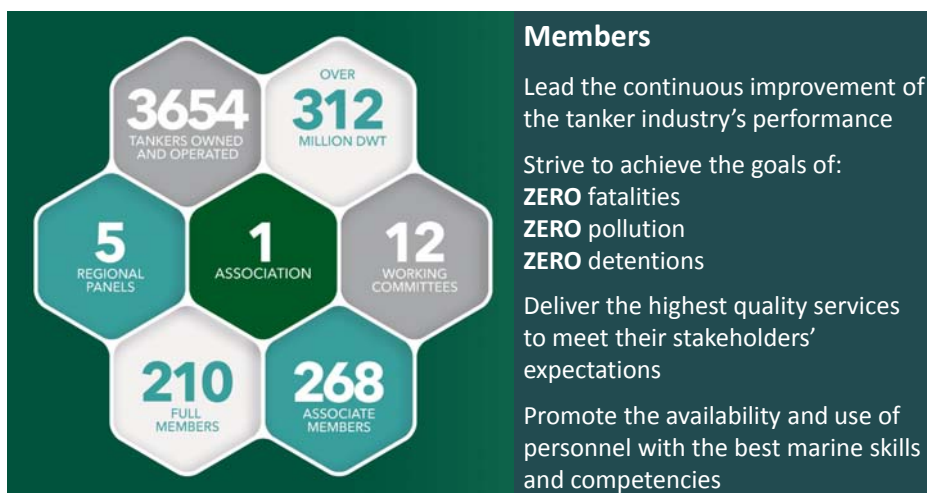 3654
TANKERS OWNED
AND OPERATED
OVER
312
MILLION DWT
5
REGIONAL
PANELS
1
ASSOCIATION
12
WORKING
COMMITTEES
210
FULL
MEMBERS
268
ASSOCIATE
MEMBERS
Members
Lead the continuous improvement of
the tanker industry’s performance
Strive to achieve the goals of:
ZERO fatalities
ZERO pollution
ZERO detentions
Deliver the highest quality services
to meet their stakeholders’
expectations
Promote the availability and use of
personnel with the best marine skills
and competencies